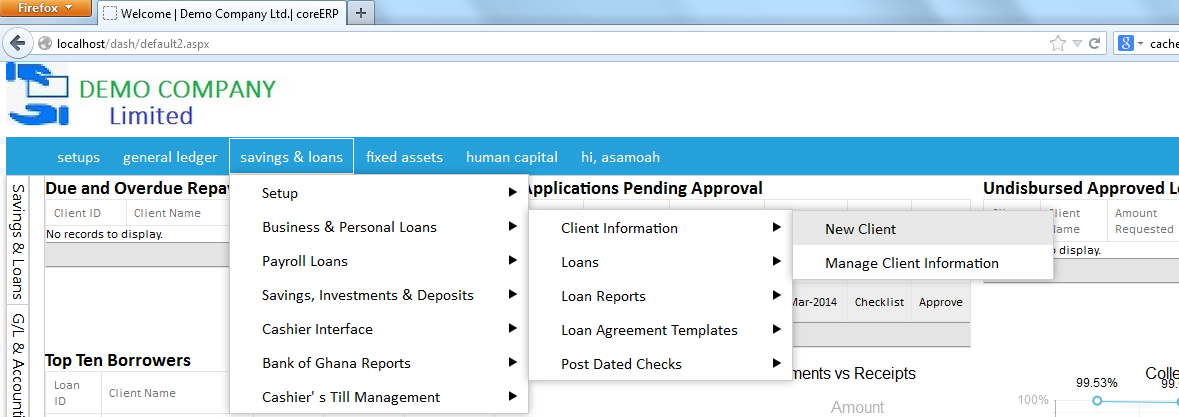 Firefox
Welcome | Demo Company Ltd.| coreERP
localhost/dash/default2.aspx
8
cache
DEMO COMPANY
Limited
setups general ledger savings & loans fixed assets human capital hi, asamoah
Savings & Loans
G/L & Accounti
Due and Overdue Repay
Client ID Client Name
No records to display.
Applications Pending Approval
Mar-2014 Checklist Approve
Undisbursed Approved L
Client Name
Amount Requested
display.
Setup
Business & Personal Loans
Payroll Loans
Savings, Investments & Deposits
Cashier Interface
Bank of Ghana Reports
Cashier' s Till Management
Client Information
Loans
Loan Reports
Loan Agreement Templates
Post Dated Checks
New Client
Manage Client Information
Top Ten Borrowers
Loan ID
Client Name
ments vs Receipts
Amount
Colle
99.53%
99.
100%